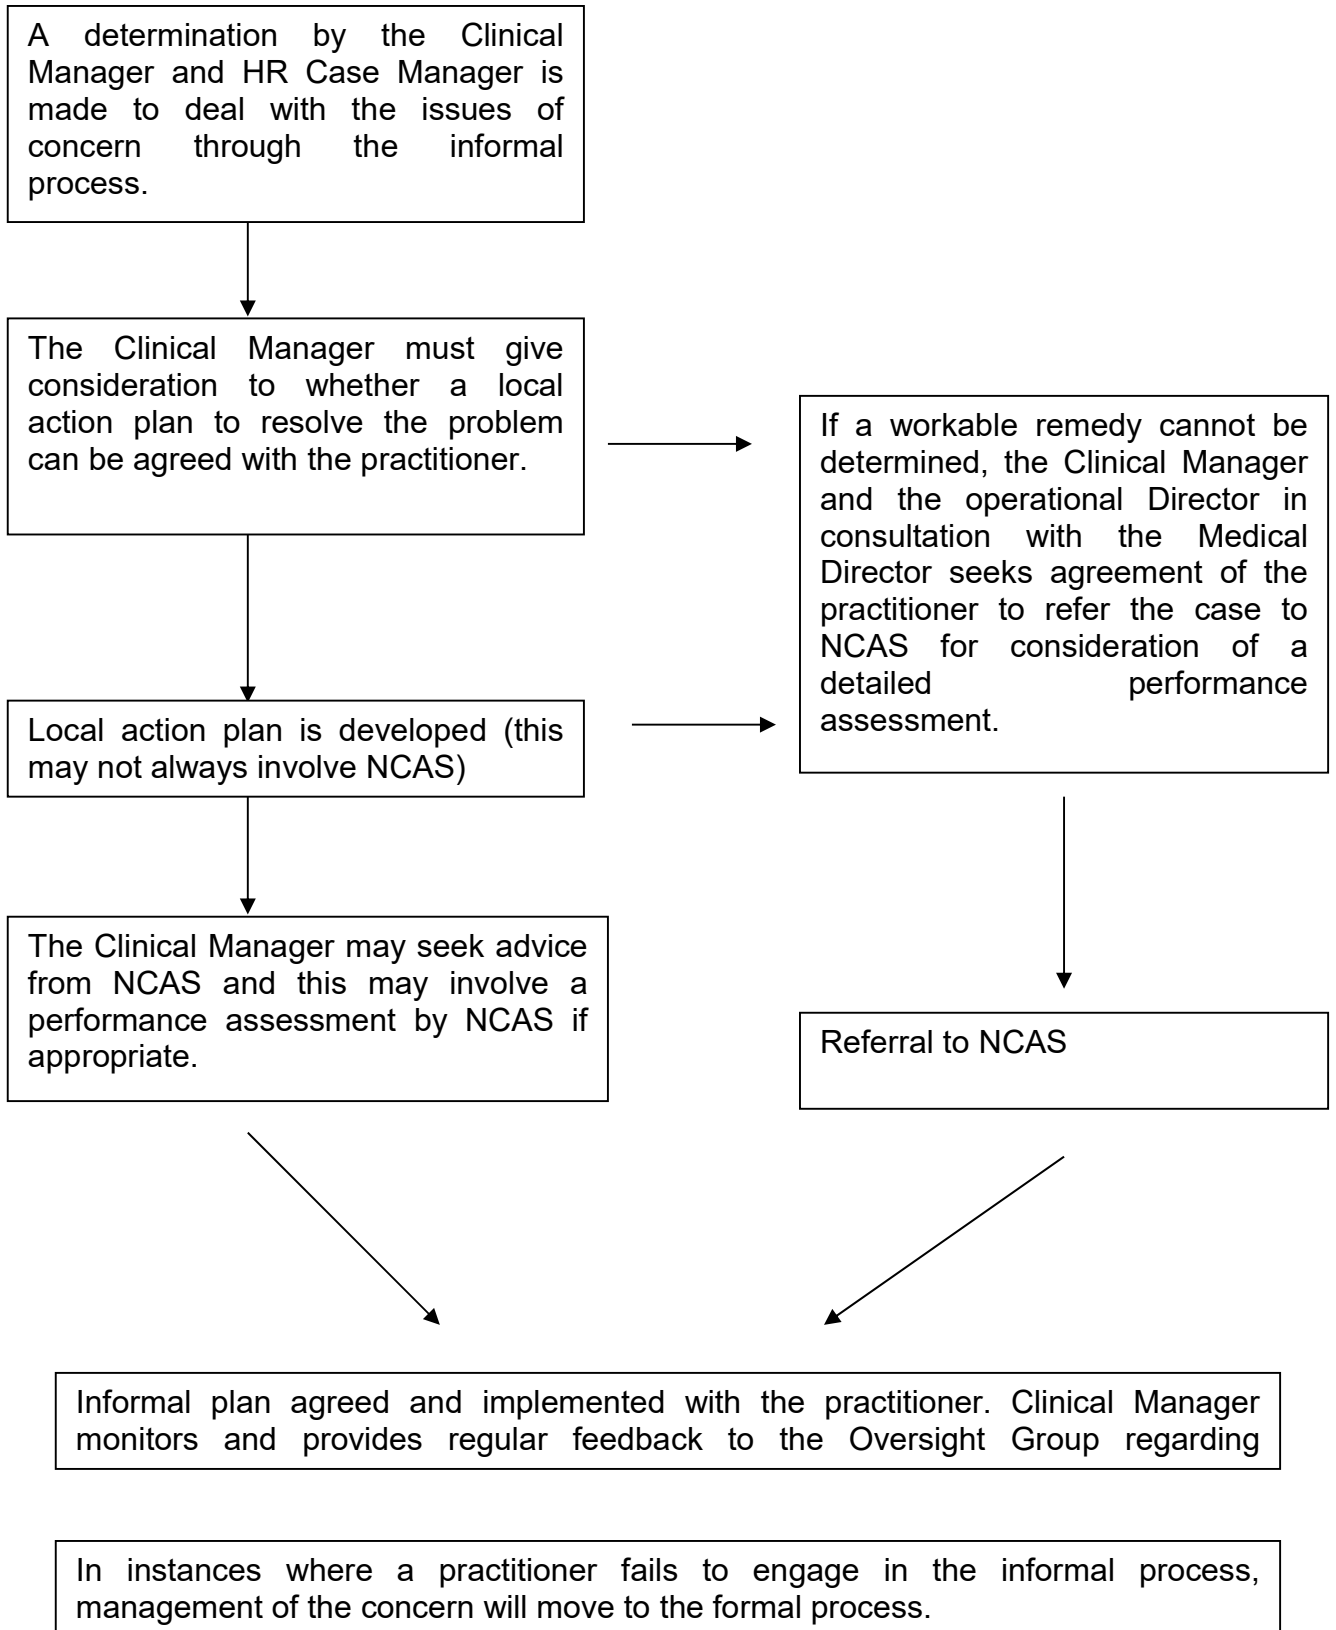 A determination by the Clinical
Manager and HR Case Manager is
made to deal with the issues of
concern through the informal
process.
The Clinical Manager must give
consideration to whether a local
action plan to resolve the problem
can be agreed with the practitioner.
If a workable remedy cannot be
determined, the Clinical Manager
and the operational Director in
consultation with the Medical
Director seeks agreement of the
practitioner to refer the case to
NCAS for consideration of a
detailed performance
assessment.
Local action plan is developed (this
may not always involve NCAS)
The Clinical Manager may seek advice
from NCAS and this may involve a
performance assessment by NCAS if
appropriate.
Referral to NCAS
Informal plan agreed and implemented with the practitioner. Clinical Manager
monitors and provides regular feedback to the Oversight Group regarding
In instances where a practitioner fails to engage in the informal process,
management of the concern will move to the formal process.